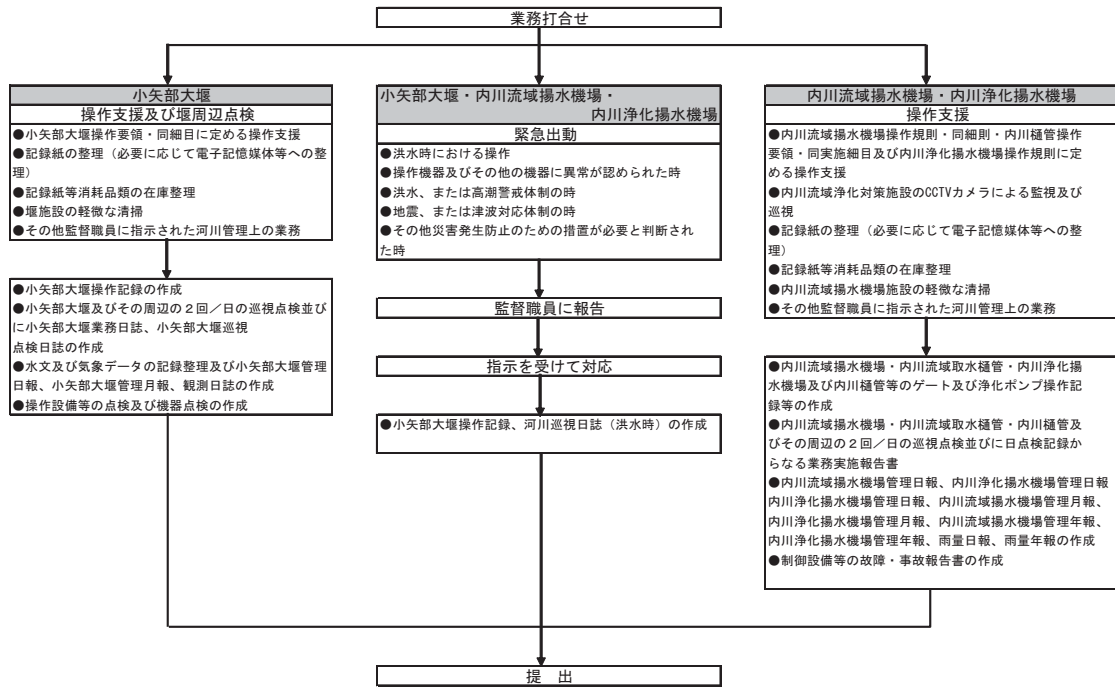 業務打合せ
小矢部大堰
操作支援及び堰周辺点検
●小矢部大堰操作要領・同細目に定める操作支援
●記録紙の整理（必要に応じて電子記憶媒体等への整
理）
●記録紙等消耗品類の在庫整理
●堰施設の軽微な清掃
●その他監督職員に指示された河川管理上の業務
●小矢部大堰操作記録の作成
●小矢部大堰及びその周辺の２回／日の巡視点検並び
に小矢部大堰業務日誌、小矢部大堰巡視
点検日誌の作成
●水文及び気象データの記録整理及び小矢部大堰管理
日報、小矢部大堰管理月報、観測日誌の作成
●操作設備等の点検及び機器点検の作成
小矢部大堰・内川流域揚水機場・
内川浄化揚水機場
緊急出動
●洪水時における操作
●操作機器及びその他の機器に異常が認められた時
●洪水、または高潮警戒体制の時
●地震、または津波対応体制の時
●その他災害発生防止のための措置が必要と判断され
た時
監督職員に報告
指示を受けて対応
●小矢部大堰操作記録、河川巡視日誌（洪水時）の作成
内川流域揚水機場・内川浄化揚水機場
操作支援
●内川流域揚水機場操作規則・同細則・内川樋管操作
要領・同実施細目及び内川浄化揚水機場操作規則に定
める操作支援
●内川流域浄化対策施設のCCTVカメラによる監視及び
巡視
●記録紙の整理（必要に応じて電子記憶媒体等への整
理）
●記録紙等消耗品類の在庫整理
●内川流域揚水機場施設の軽微な清掃
●その他監督職員に指示された河川管理上の業務
●内川流域揚水機場・内川流域取水樋管・内川浄化揚
水機場及び内川樋管等のゲート及び浄化ポンプ操作記
録等の作成
●内川流域揚水機場・内川流域取水樋管・内川樋管及
びその周辺の２回／日の巡視点検並びに日点検記録か
らなる業務実施報告書
●内川流域揚水機場管理日報、内川浄化揚水機場管理日報
内川浄化揚水機場管理日報、内川流域揚水機場管理月報、
内川浄化揚水機場管理月報、内川流域揚水機場管理年報、
内川浄化揚水機場管理年報、雨量日報、雨量年報の作成
●制御設備等の故障・事故報告書の作成
提　出